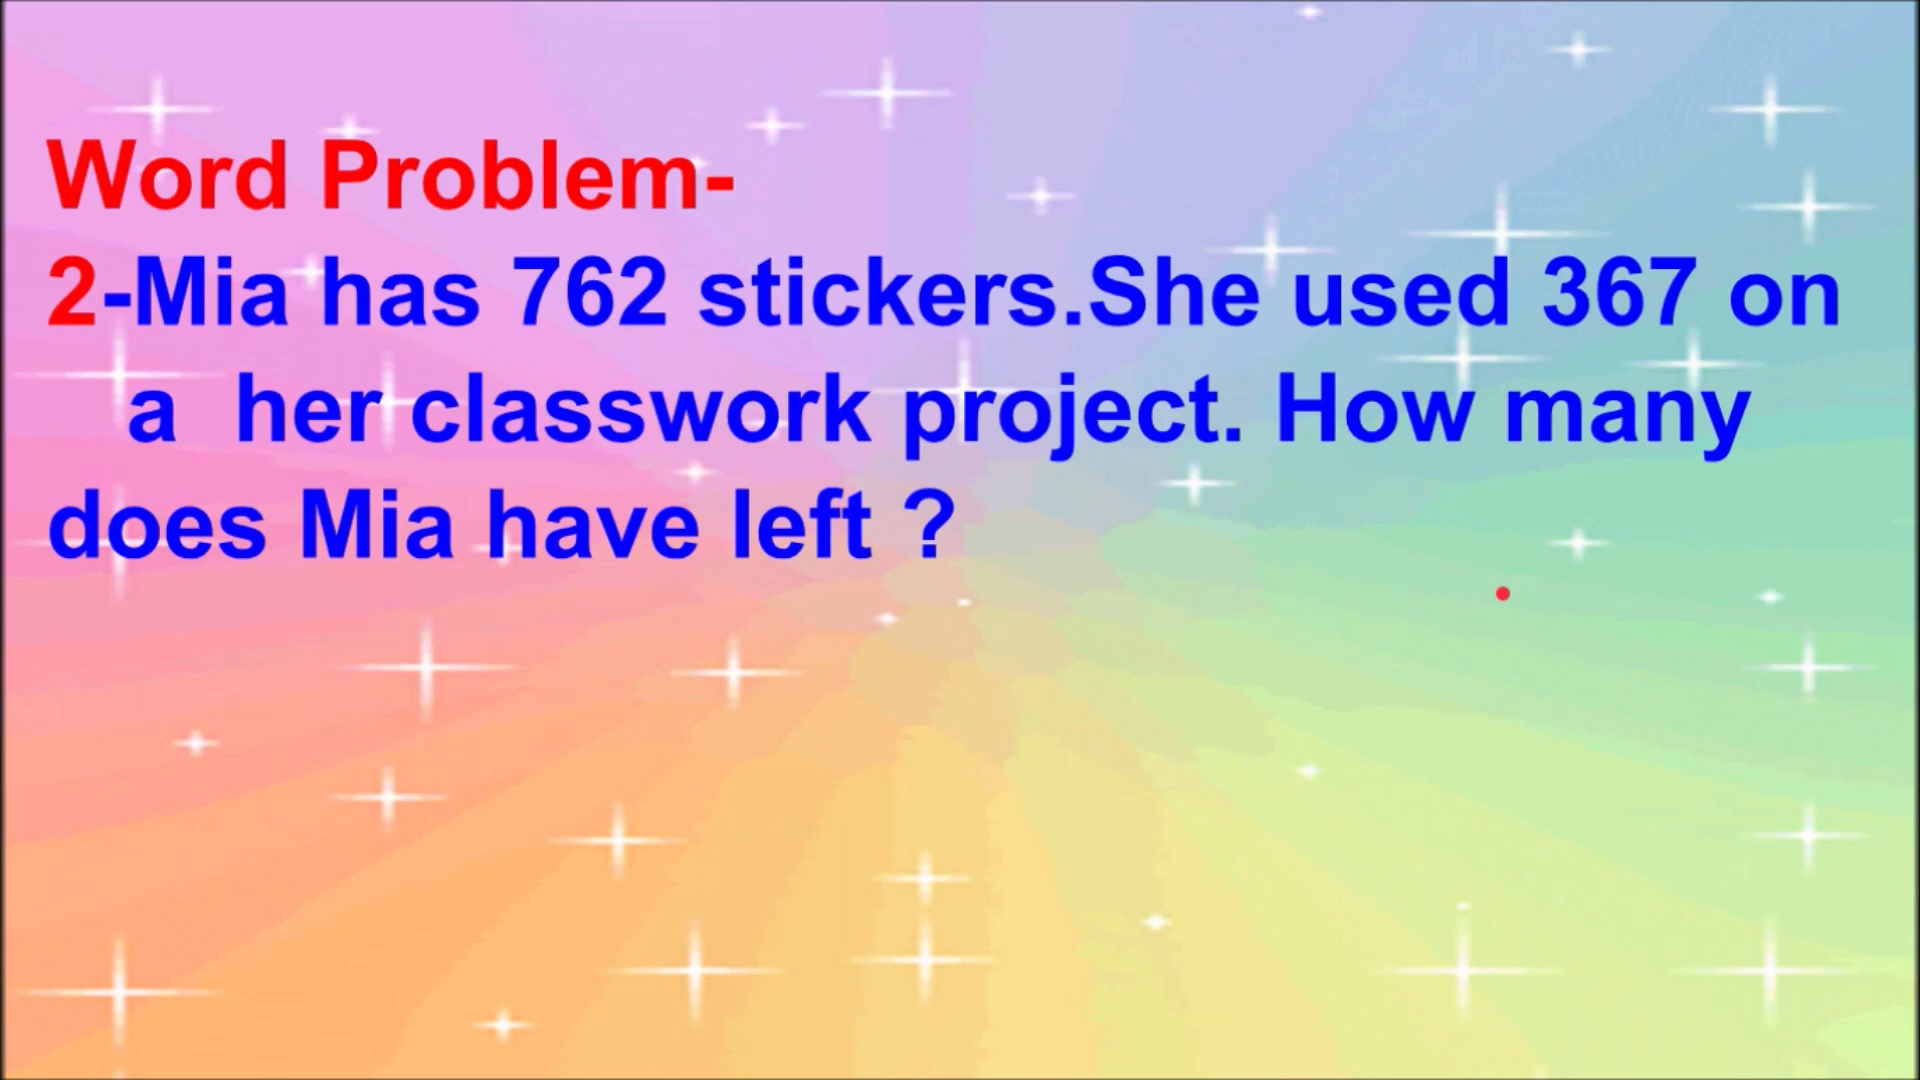 Word Problem-
2-Mia has 762 stickers.She used 367 on
a  her classwork project. How many
does Mia have left ?